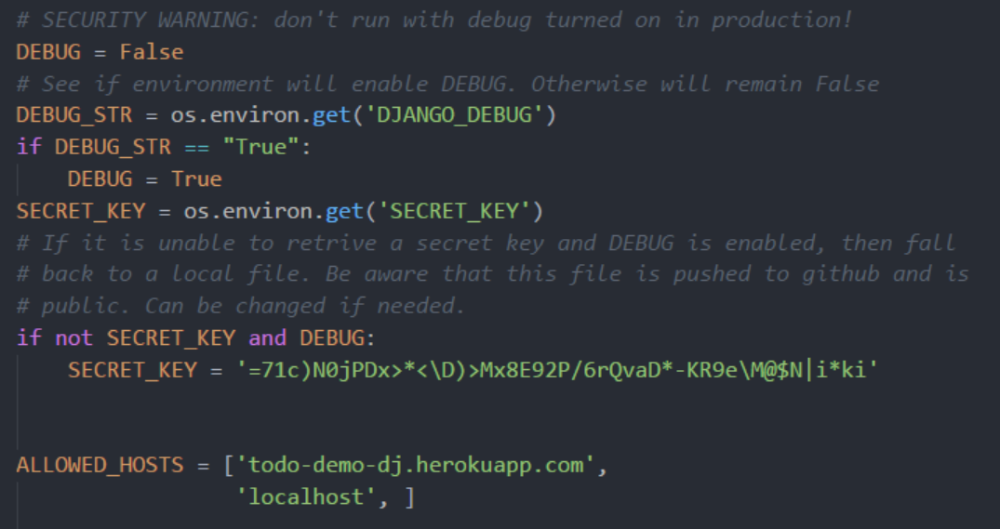 # SECURITY WARNING: don't run with debug turned on in production!
DEBUG = False
# See if environment will enable DEBUG. Otherwise will remain False
DEBUG_STR = os.environ.get('DJANGO_DEBUG')
if DEBUG_STR == "True":
    DEBUG = True
SECRET_KEY = os.environ.get('SECRET_KEY')
# If it is unable to retrive a secret key and DEBUG is enabled, then fall
# back to a local file. Be aware that this file is pushed to github and is
# public. Can be changed if needed.
if not SECRET_KEY and DEBUG:
    SECRET_KEY = '=71c)N0jPDx>*<\D)>Mx8E92P/6rQvaD*-KR9e\M@$N|i*ki'
ALLOWED_HOSTS = ['todo-demo-dj.herokuapp.com',
                 'localhost', ]